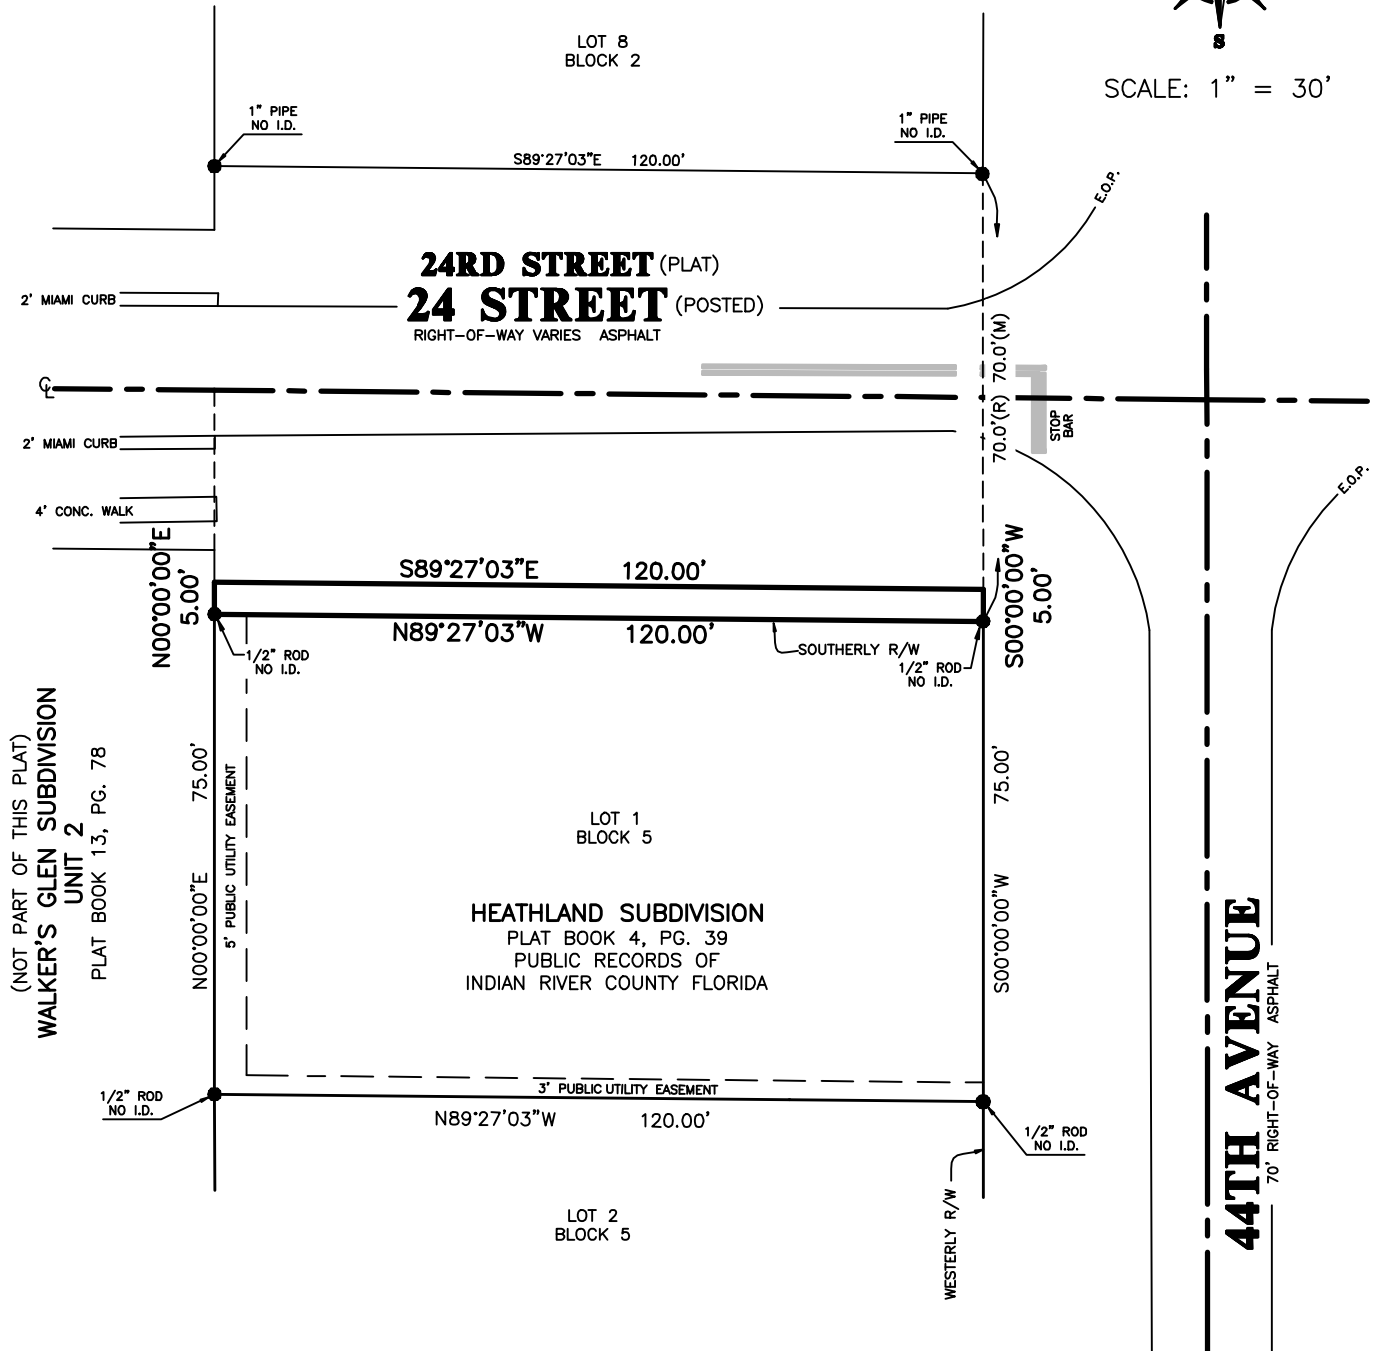 LOT 8
BLOCK 2
S
SCALE: 1" = 30'
1" PIPE
NO I.D.
1" PIPE
NO I.D.
S89°27'03"E 120.00'
E.O.P.
24RD STREET (PLAT)
24 STREET (POSTED)
RIGHT-OF-WAY VARIES ASPHALT
2' MIAMI CURB
70.0'(M)
70.0'(R)
CL
STOP
BAR
2' MIAMI CURB
E.O.P.
4' CONC. WALK
N00°00'00"E
5.00'
S89°27'03"E 120.00'
S00°00'00"W
5.00'
N89°27'03"W 120.00'
SOUTHERLY R/W
1/2" ROD
NO I.D.
1/2" ROD
NO I.D.
(NOT PART OF THIS PLAT)
WALKER'S GLEN SUBDIVISION
UNIT 2
PLAT BOOK 13, PG. 78
N00°00'00"E 75.00'
5' PUBLIC UTILITY EASEMENT
S00°00'00"W 75.00'
LOT 1
BLOCK 5
HEATHLAND SUBDIVISION
PLAT BOOK 4, PG. 39
PUBLIC RECORDS OF
INDIAN RIVER COUNTY FLORIDA
44TH AVENUE
70' RIGHT-OF-WAY ASPHALT
3' PUBLIC UTILITY EASEMENT
1/2" ROD
NO I.D.
N89°27'03"W 120.00'
1/2" ROD
NO I.D.
WESTERLY R/W
LOT 2
BLOCK 5